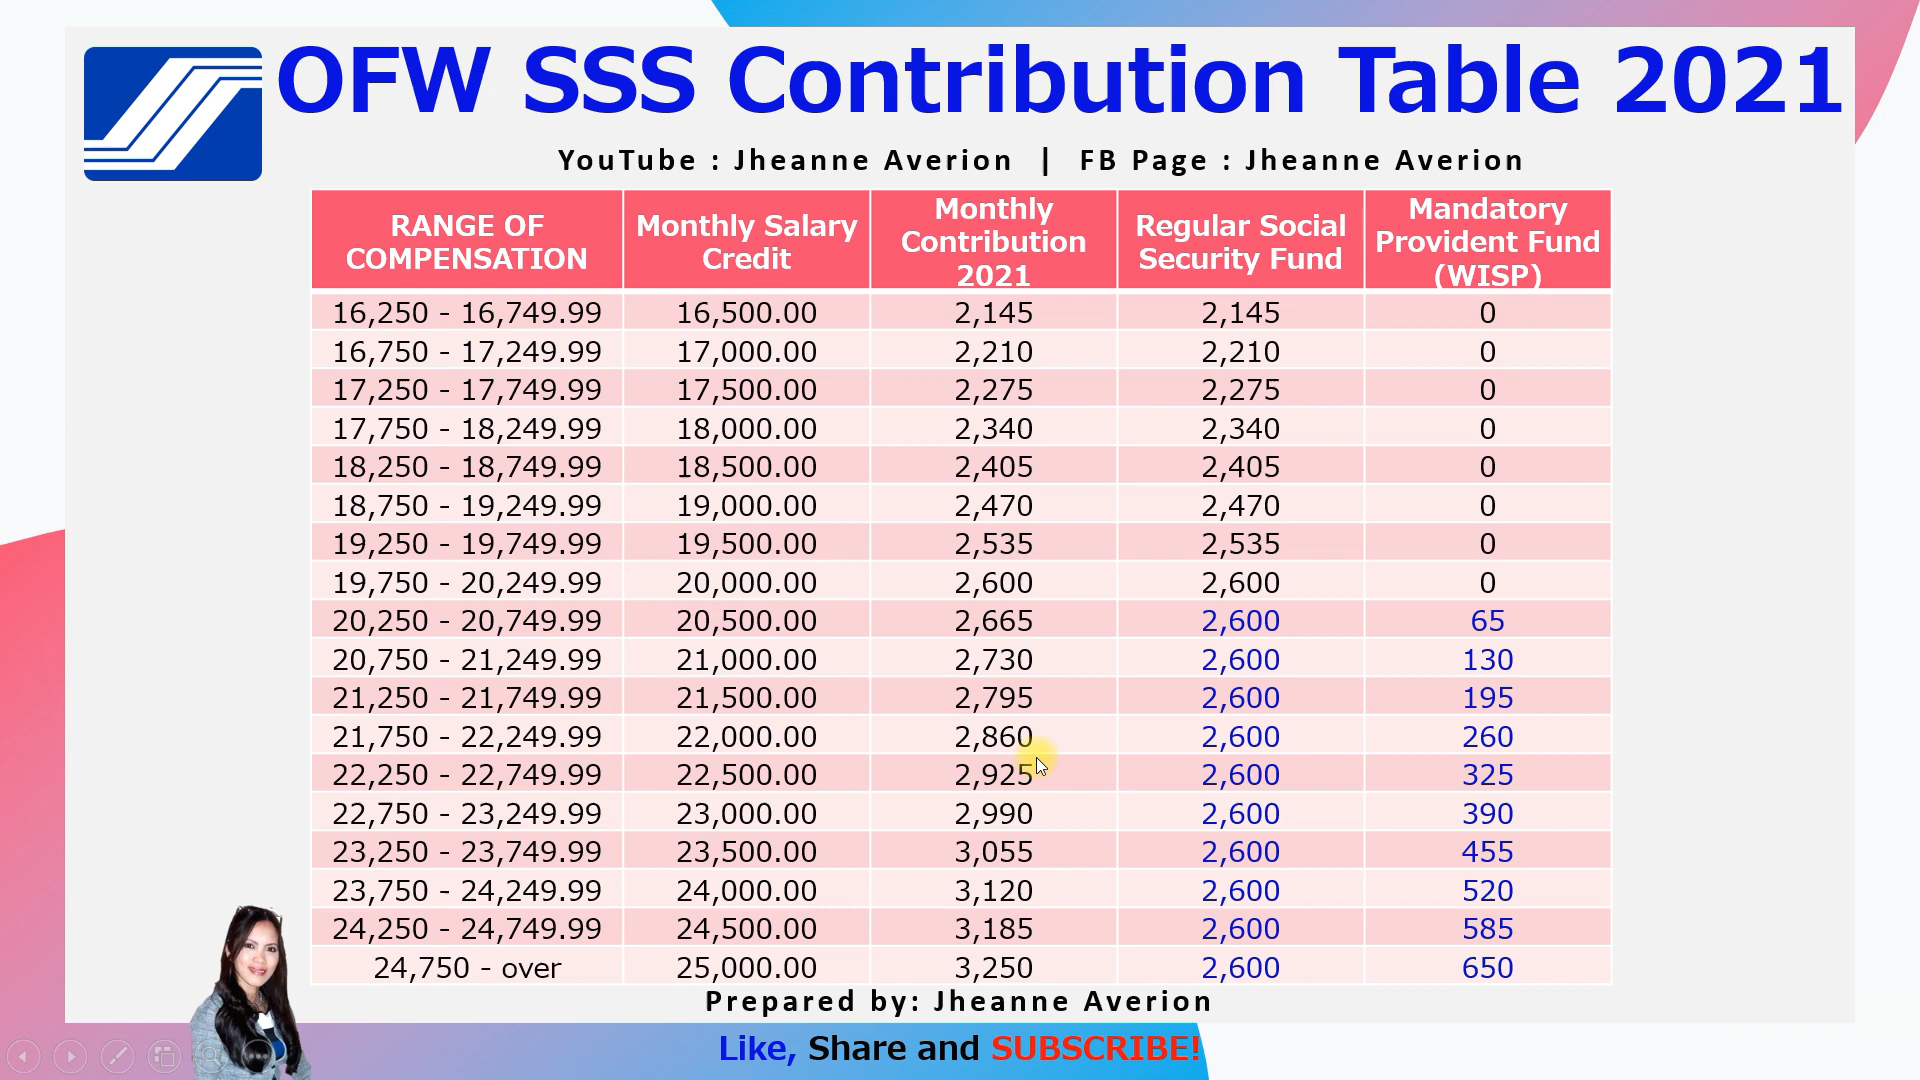 OFW SSS Contribution Table 2021
YouTube : Jheanne Averion | FB Page : Jheanne Averion
RANGE OF COMPENSATION Monthly Salary Credit Monthly Contribution 2021 Regular Social Security Fund Mandatory Provident Fund (WISP)
16,250 - 16,749.99 16,500.00 2,145 2,145 0
16,750 - 17,249.99 17,000.00 2,210 2,210 0
17,250 - 17,749.99 17,500.00 2,275 2,275 0
17,750 - 18,249.99 18,000.00 2,340 2,340 0
18,250 - 18,749.99 18,500.00 2,405 2,405 0
18,750 - 19,249.99 19,000.00 2,470 2,470 0
19,250 - 19,749.99 19,500.00 2,535 2,535 0
19,750 - 20,249.99 20,000.00 2,600 2,600 0
20,250 - 20,749.99 20,500.00 2,665 2,600 65
20,750 - 21,249.99 21,000.00 2,730 2,600 130
21,250 - 21,749.99 21,500.00 2,795 2,600 195
21,750 - 22,249.99 22,000.00 2,860 2,600 260
22,250 - 22,749.99 22,500.00 2,925 2,600 325
22,750 - 23,249.99 23,000.00 2,990 2,600 390
23,250 - 23,749.99 23,500.00 3,055 2,600 455
23,750 - 24,249.99 24,000.00 3,120 2,600 520
24,250 - 24,749.99 24,500.00 3,185 2,600 585
24,750 - over 25,000.00 3,250 2,600 650
Prepared by: Jheanne Averion
Like, Share and SUBSCRIBE!